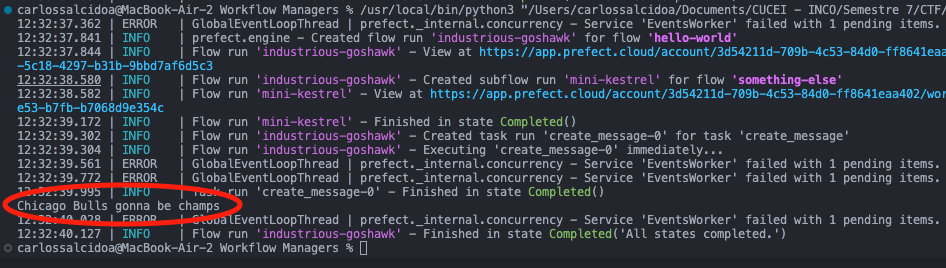 carlossalcidoa@MacBook-Air-2 Workflow Managers % /usr/local/bin/python3 "/Users/carlossalcidoa/Documents/CUCEI - INCO/Semestre 7/CTF/
12:32:37.362 | ERROR   | GlobalEventLoopThread | prefect._internal.concurrency - Service 'EventsWorker' failed with 1 pending items.
12:32:37.841 | INFO    | prefect.engine - Created flow run 'industrious-goshawk' for flow 'hello-world'
12:32:37.844 | INFO    | Flow run 'industrious-goshawk' - View at https://app.prefect.cloud/account/3d54211d-709b-4c53-84d0-ff8641eaa
-5c18-4297-b31b-9bbd7af6d5c3
12:32:38.580 | INFO    | Flow run 'industrious-goshawk' - Created subflow run 'mini-kestrel' for flow 'something-else'
12:32:38.582 | INFO    | Flow run 'mini-kestrel' - View at https://app.prefect.cloud/account/3d54211d-709b-4c53-84d0-ff8641eaa402/wor
e53-b7fb-b7068d9e354c
12:32:39.172 | INFO    | Flow run 'mini-kestrel' - Finished in state Completed()
12:32:39.302 | INFO    | Flow run 'industrious-goshawk' - Created task run 'create_message-0' for task 'create_message'
12:32:39.304 | INFO    | Flow run 'industrious-goshawk' - Executing 'create_message-0' immediately...
12:32:39.561 | ERROR   | GlobalEventLoopThread | prefect._internal.concurrency - Service 'EventsWorker' failed with 1 pending items.
12:32:39.772 | ERROR   | GlobalEventLoopThread | prefect._internal.concurrency - Service 'EventsWorker' failed with 1 pending items.
12:32:39.995 | INFO    | Task run 'create_message-0' - Finished in state Completed()
Chicago Bulls gonna be champs
12:32:40.028 | ERROR   | GlobalEventLoopThread | prefect._internal.concurrency - Service 'EventsWorker' failed with 1 pending items.
12:32:40.127 | INFO    | Flow run 'industrious-goshawk' - Finished in state Completed('All states completed.')
carlossalcidoa@MacBook-Air-2 Workflow Managers %